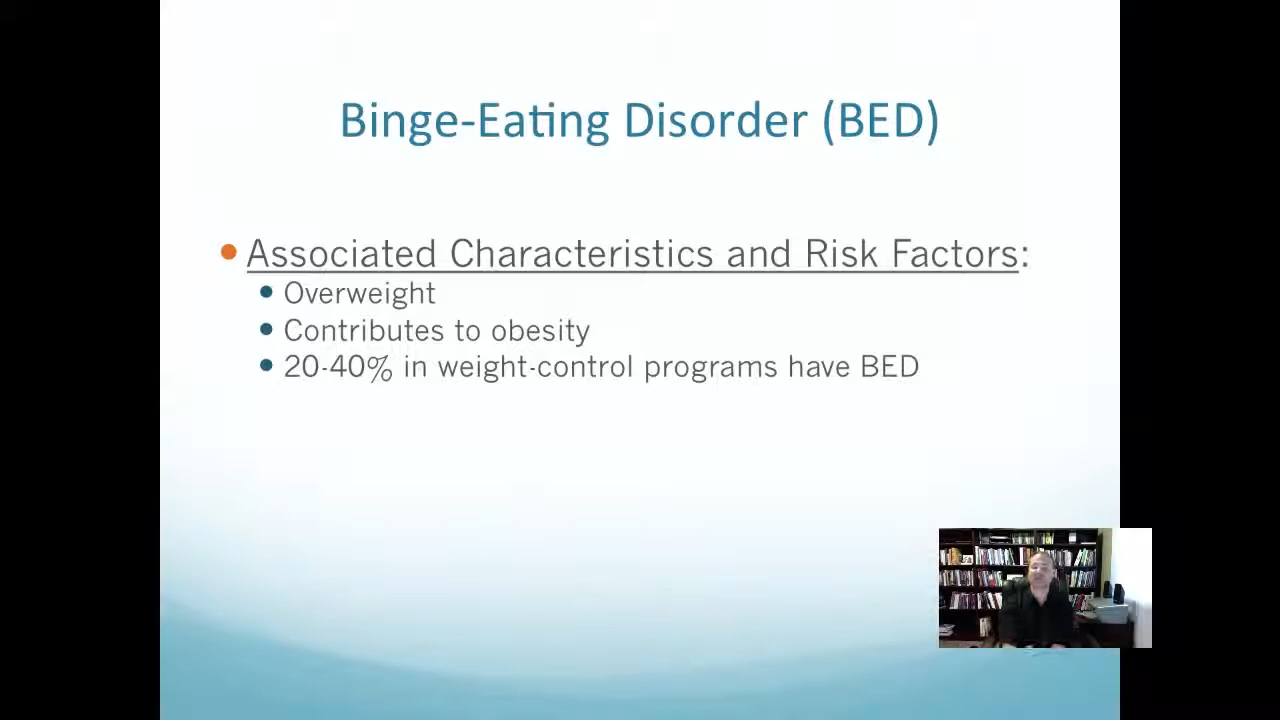 Binge-Eating Disorder (BED)
• Associated Characteristics and Risk Factors:
• Overweight
• Contributes to obesity
• 20-40% in weight-control programs have BED